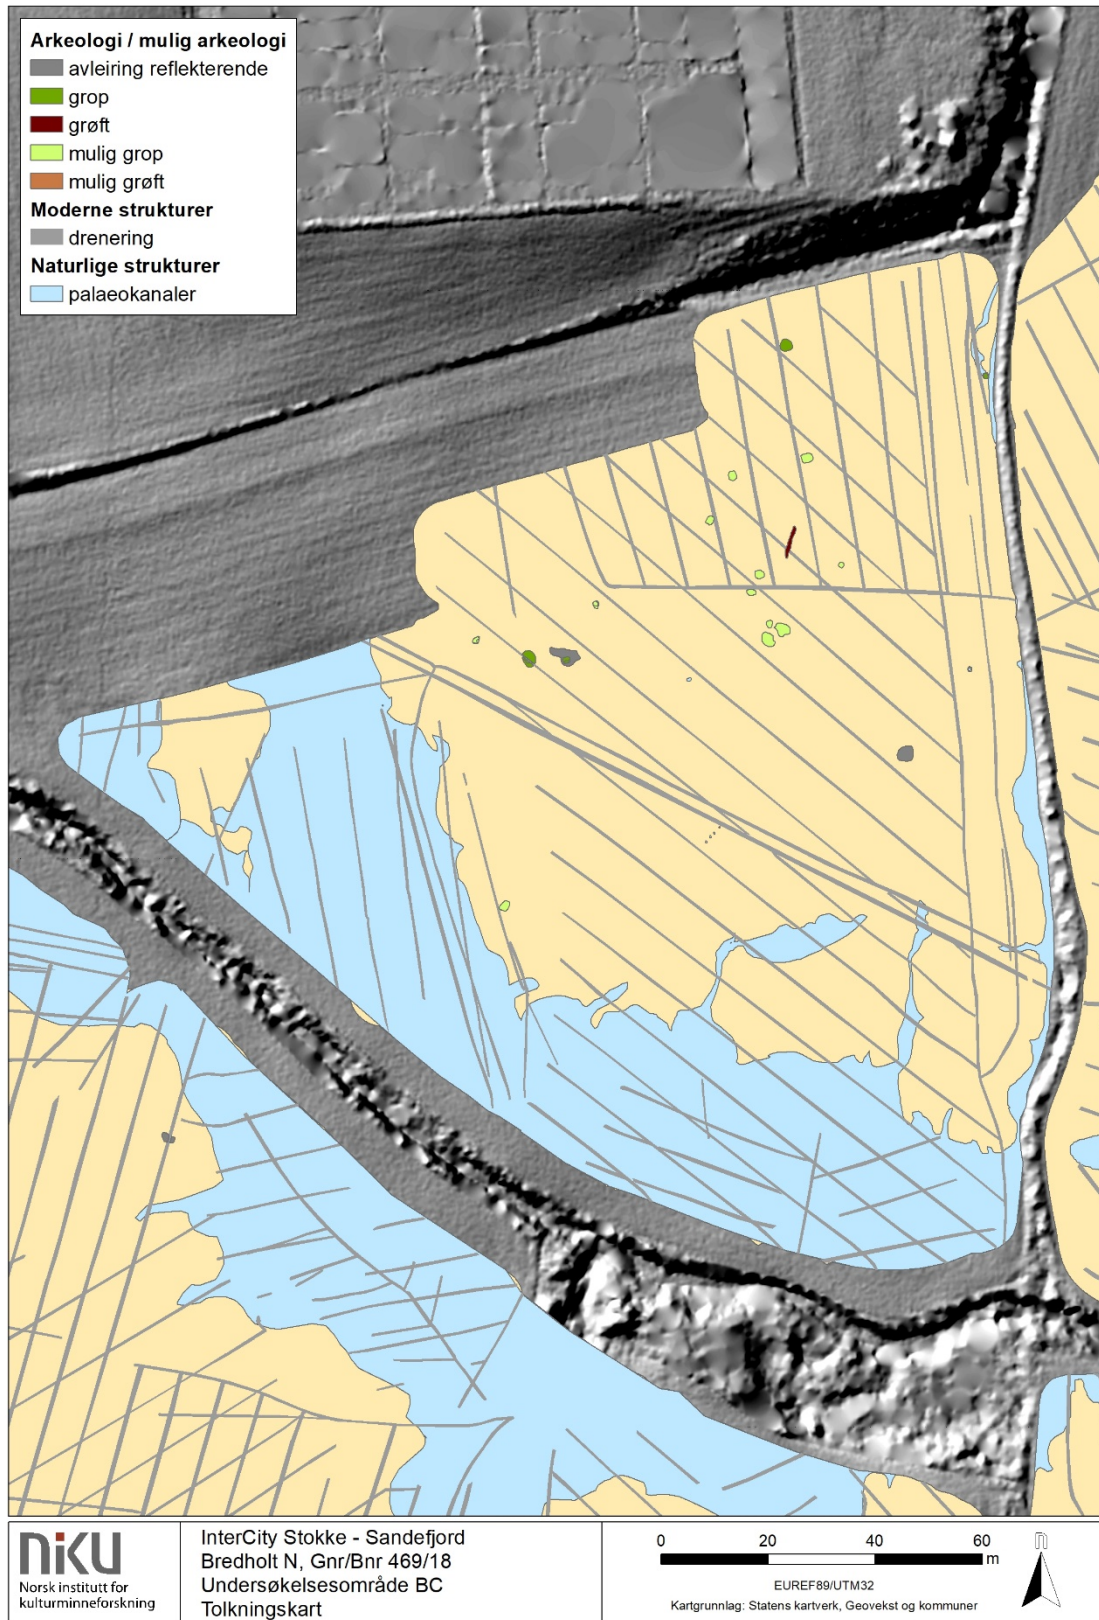 Arkeologi / mulig arkeologi
avleiring reflekterende
grop
grøft
mulig grop
mulig grøft
Moderne strukturer
drenering
Naturlige strukturer
palaeokanaler
niku
Norsk institutt for
kulturminneforskning
InterCity Stokke - Sandefjord
Bredholt N, Gnr/Bnr 469/18
Undersøkelsesområde BC
Tolkningskart
0 20 40 60
m
EUREF89/UTM32
Kartgrunnlag: Statens kartverk, Geovekst og kommuner
n